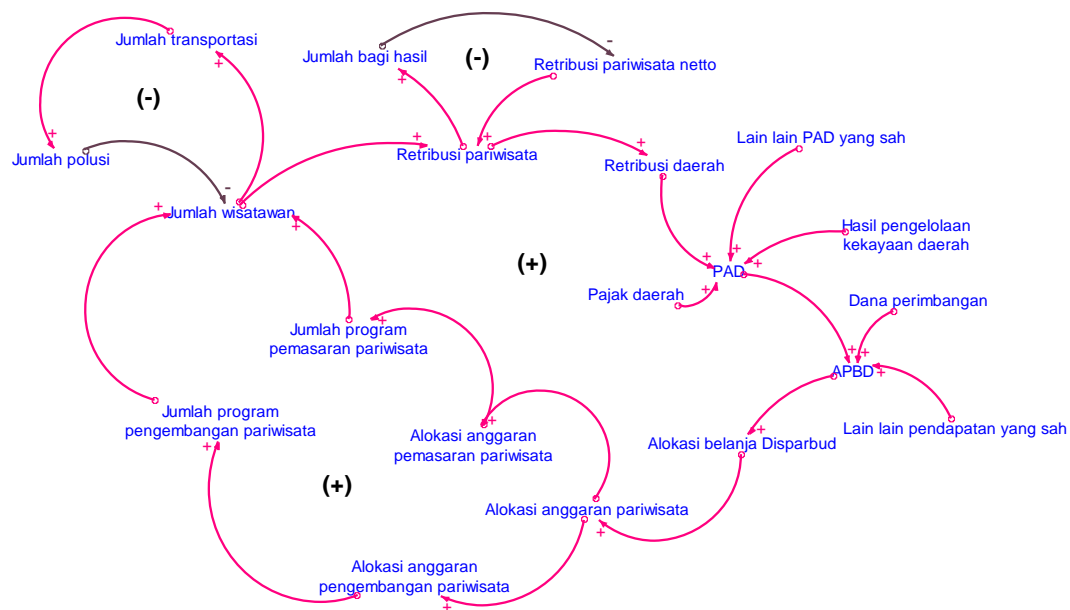 Jumlah transportasi
Jumlah bagi hasil
(-)
Retribusi pariwisata netto
(-)
Jumlah polusi
Retribusi pariwisata
Lain lain PAD yang sah
Retribusi daerah
Jumlah wisatawan
Hasil pengelolaan
kekayaan daerah
(+)
PAD
Pajak daerah
Dana perimbangan
Jumlah program
pemasaran pariwisata
APBD
Jumlah program
pengembangan pariwisata
Alokasi anggaran
pemasaran pariwisata
Alokasi belanja Disparbud
Lain lain pendapatan yang sah
(+)
Alokasi anggaran pariwisata
Alokasi anggaran
pengembangan pariwisata